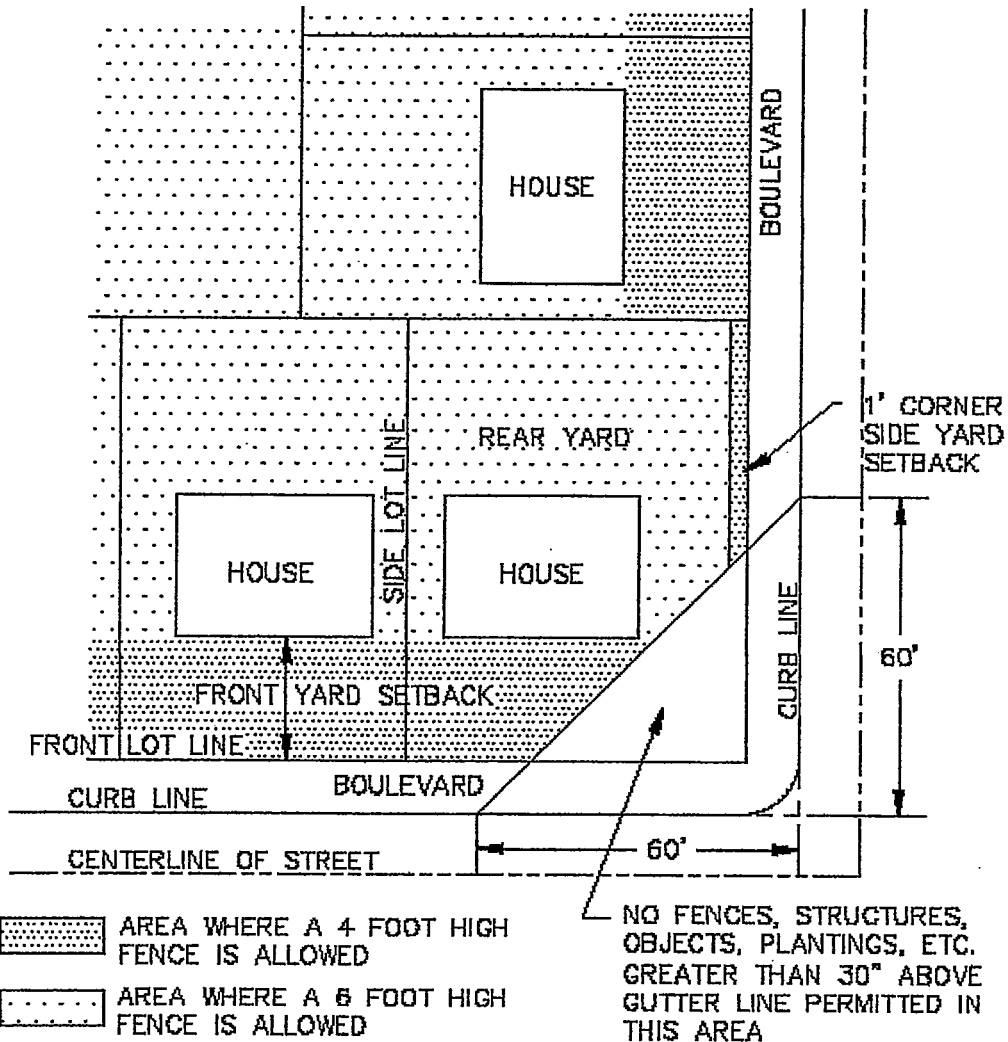 HOUSE
BOULEVARD
1' CORNER
SIDE YARD
SETBACK
REAR YARD
SIDE LOT LINE
HOUSE
HOUSE
CURB LINE
60'
FRONT YARD SETBACK
FRONT LOT LINE
BOULEVARD
CURB LINE
60'
CENTERLINE OF STREET
AREA WHERE A 4 FOOT HIGH
FENCE IS ALLOWED
AREA WHERE A 6 FOOT HIGH
FENCE IS ALLOWED
NO FENCES, STRUCTURES,
OBJECTS, PLANTINGS, ETC.
GREATER THAN 30" ABOVE
GUTTER LINE PERMITTED IN
THIS AREA